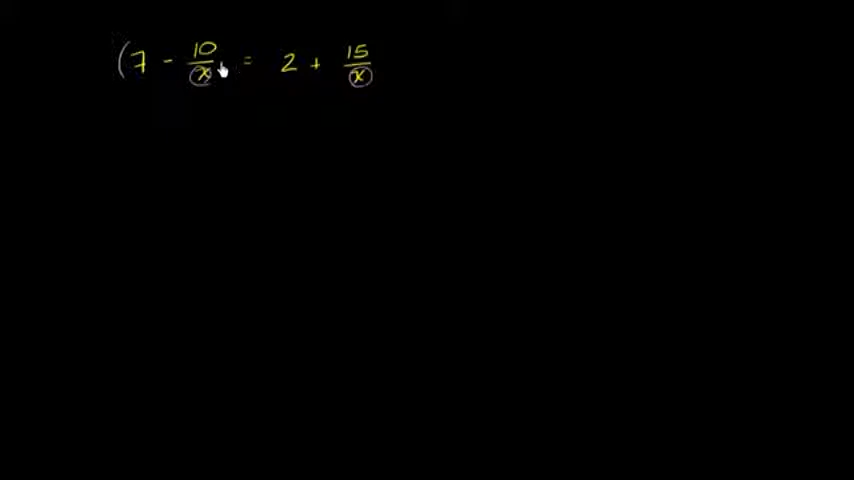 (7 - 10/x = 2 + 15/x